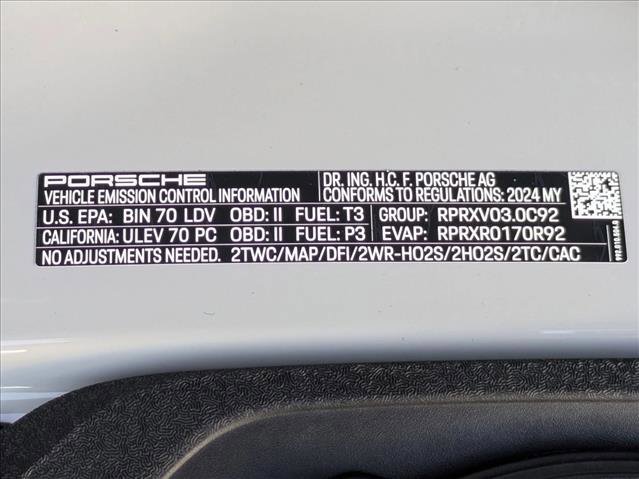 PORSCHE DR. ING. H.C. F. PORSCHE AG
VEHICLE EMISSION CONTROL INFORMATION CONFORMS TO REGULATIONS: 2024 MY
U.S. EPA: BIN 70 LDV OBD: II FUEL: T3 GROUP: RPRXV03.0C92
CALIFORNIA: ULEV 70 PC OBD: II FUEL: P3 EVAP: RPRXR0170R92
NO ADJUSTMENTS NEEDED. 2TWC/MAP/DFI/2WR-HO2S/2HO2S/2TC/CAC